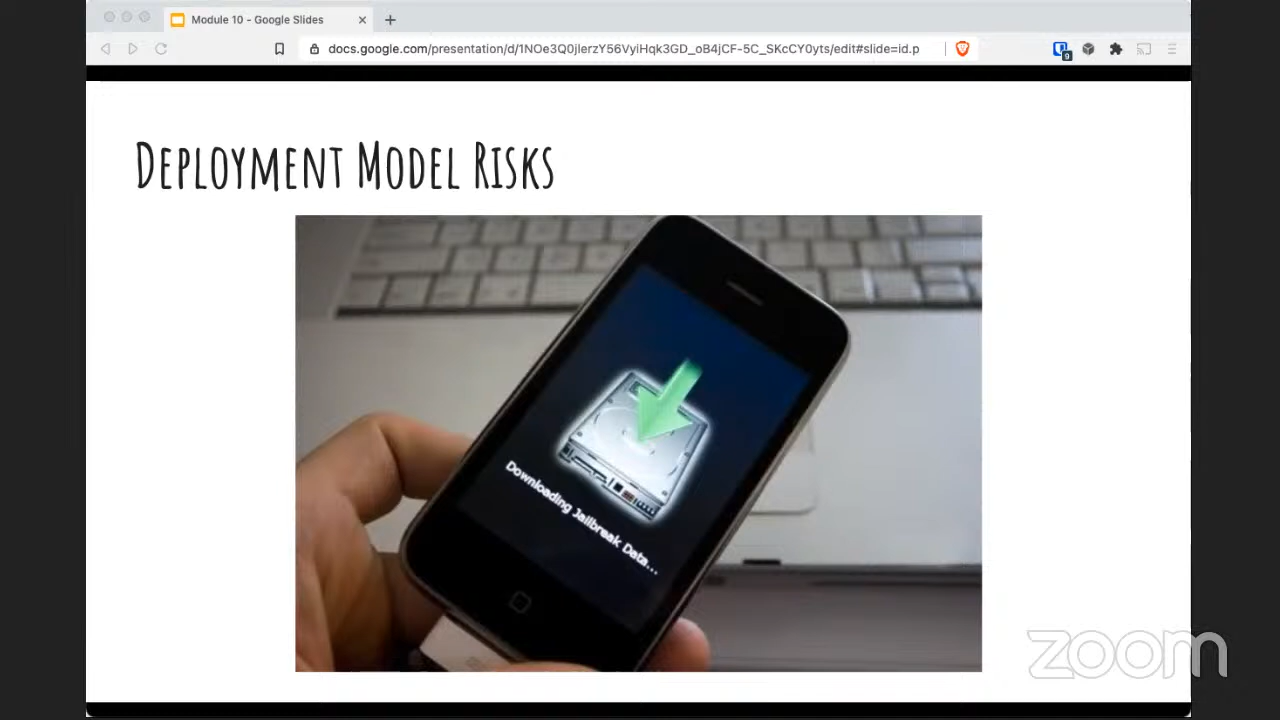 Module 10 - Google Slides
docs.google.com/presentation/d/1NOe3Q0jlerzY56VyiHqk3GD_oB4jCF-5C_SKcCY0yts/edit#slide=id.p
9
Deployment Model Risks
Downloading Jailbreak Data...
zoom